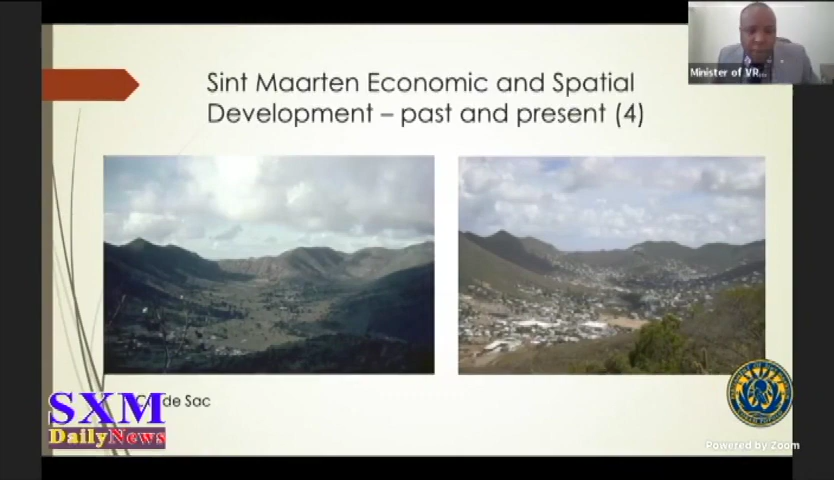 Minister of VR...
Sint Maarten Economic and Spatial
Development – past and present (4)
de Sac
SXM
DailyNews
Powered by Zoom